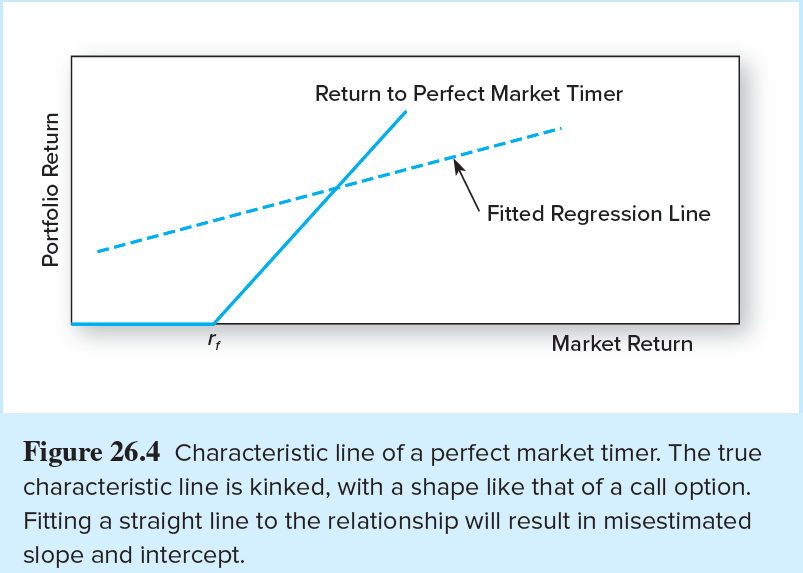 Return to Perfect Market Timer
Portfolio Return
Fitted Regression Line
r_f
Market Return
Figure 26.4 Characteristic line of a perfect market timer. The true
characteristic line is kinked, with a shape like that of a call option.
Fitting a straight line to the relationship will result in misestimated
slope and intercept.